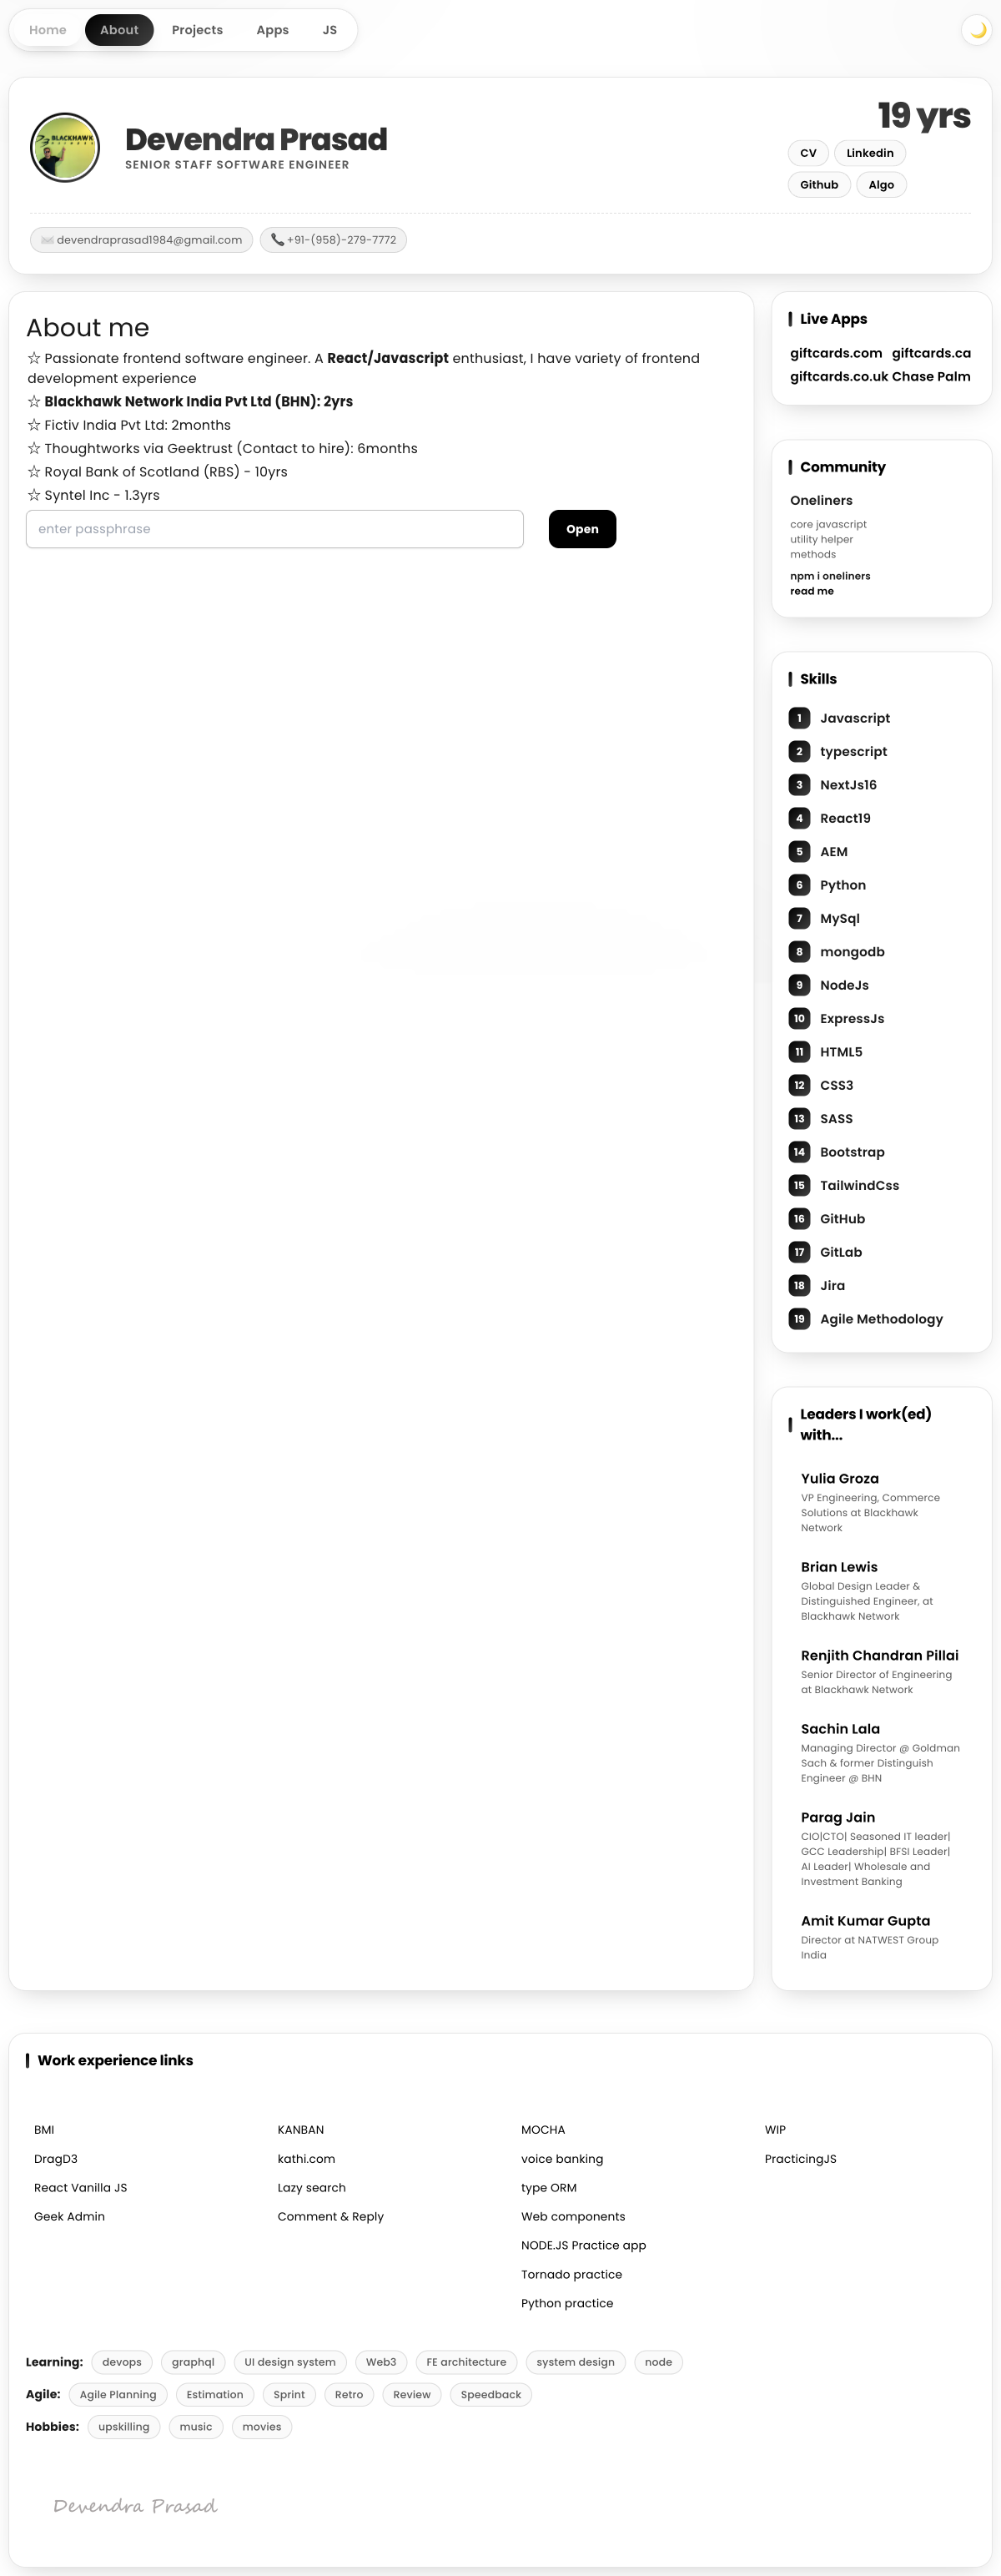 Home About Projects Apps JS 🌙
BLACKHAWK
Devendra Prasad
SENIOR STAFF SOFTWARE ENGINEER
19 yrs
CV Linkedin
Github Algo
✉️ devendraprasad1984@gmail.com 📞 +91-(958)-279-7772
About me
☆ Passionate frontend software engineer. A React/Javascript enthusiast, I have variety of frontend
development experience
☆ Blackhawk Network India Pvt Ltd (BHN): 2yrs
☆ Fictiv India Pvt Ltd: 2months
☆ Thoughtworks via Geektrust (Contact to hire): 6months
☆ Royal Bank of Scotland (RBS) - 10yrs
☆ Syntel Inc - 1.3yrs
enter passphrase Open
Live Apps
giftcards.com giftcards.ca
giftcards.co.uk Chase Palm
Community
Oneliners
core javascript
utility helper
methods
npm i oneliners
read me
Skills
1 Javascript
2 typescript
3 NextJs16
4 React19
5 AEM
6 Python
7 MySql
8 mongodb
9 NodeJs
10 ExpressJs
11 HTML5
12 CSS3
13 SASS
14 Bootstrap
15 TailwindCss
16 GitHub
17 GitLab
18 Jira
19 Agile Methodology
Leaders I work(ed)
with...
Yulia Groza
VP Engineering, Commerce
Solutions at Blackhawk
Network
Brian Lewis
Global Design Leader &
Distinguished Engineer, at
Blackhawk Network
Renjith Chandran Pillai
Senior Director of Engineering
at Blackhawk Network
Sachin Lala
Managing Director @ Goldman
Sach & former Distinguish
Engineer @ BHN
Parag Jain
CIO|CTO| Seasoned IT leader|
GCC Leadership| BFSI Leader|
AI Leader| Wholesale and
Investment Banking
Amit Kumar Gupta
Director at NATWEST Group
India
Work experience links
BMI KANBAN MOCHA WIP
DragD3 kathi.com voice banking PracticingJS
React Vanilla JS Lazy search type ORM
Geek Admin Comment & Reply Web components
NODE.JS Practice app
Tornado practice
Python practice
Learning: devops graphql UI design system Web3 FE architecture system design node
Agile: Agile Planning Estimation Sprint Retro Review Speedback
Hobbies: upskilling music movies
Devendra Prasad